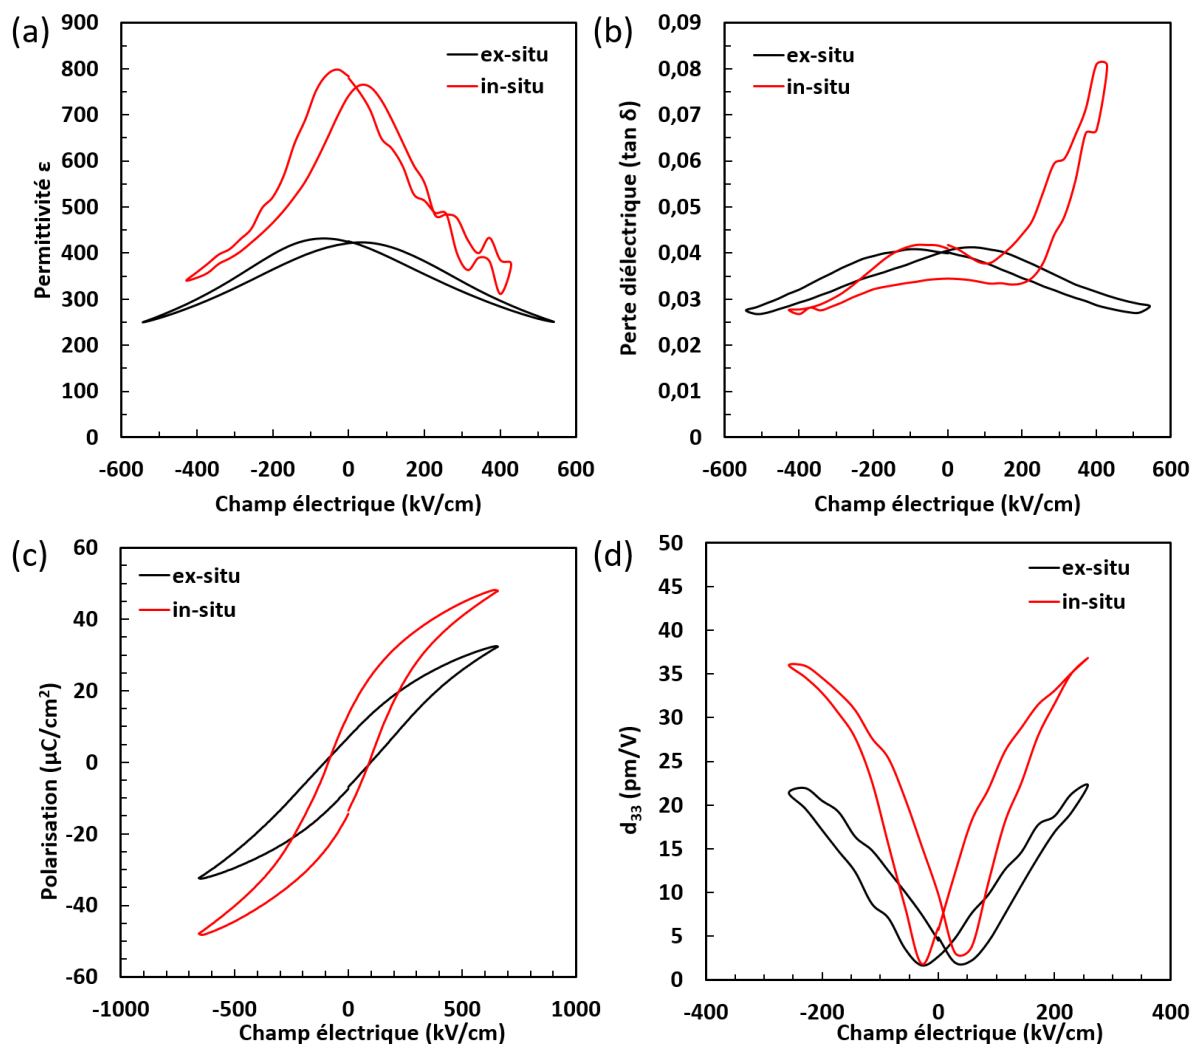 (a)
900
800
700
600
500
400
300
200
100
0
Permittivité ε
ex-situ
in-situ
-600 -400 -200 0 200 400 600
Champ électrique (kV/cm)
(b)
0,09
0,08
0,07
0,06
0,05
0,04
0,03
0,02
0,01
0
Perte diélectrique (tan δ)
ex-situ
in-situ
-600 -400 -200 0 200 400 600
Champ électrique (kV/cm)
(c)
60
40
20
0
-20
-40
-60
Polarisation (µC/cm²)
ex-situ
in-situ
-1000 -500 0 500 1000
Champ électrique (kV/cm)
(d)
50
45
40
35
30
25
20
15
10
5
0
d₃₃ (pm/V)
ex-situ
in-situ
-400 -200 0 200 400
Champ électrique (kV/cm)